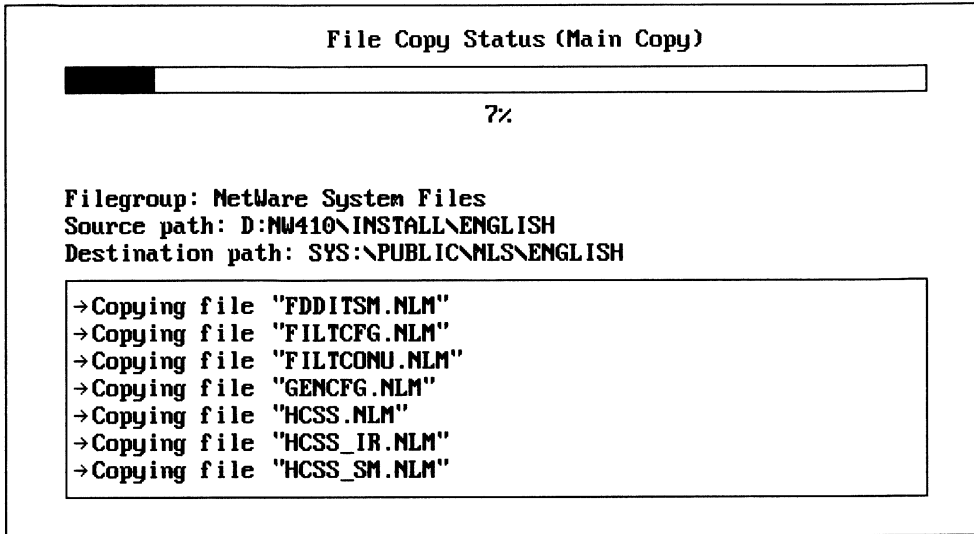 File Copy Status (Main Copy)
7%
Filegroup: NetWare System Files
Source path: D:NW410\INSTALL\ENGLISH
Destination path: SYS:\PUBLIC\NLS\ENGLISH
→Copying file "FDDITSM.NLM"
→Copying file "FILTCFG.NLM"
→Copying file "FILTCONU.NLM"
→Copying file "GENCFG.NLM"
→Copying file "HCSS.NLM"
→Copying file "HCSS_IR.NLM"
→Copying file "HCSS_SM.NLM"